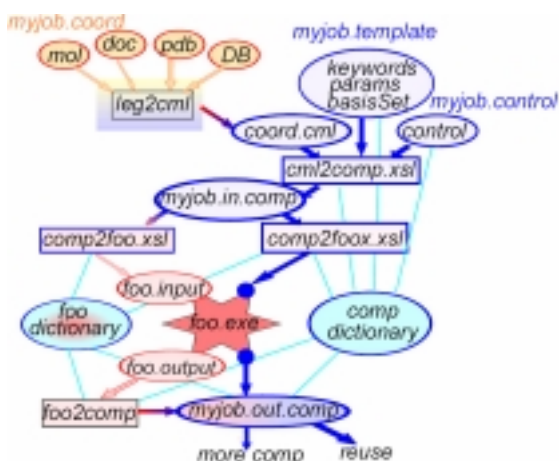 myjob.coord
mol
doc
pdb
DB
leg2cml
myjob.template
keywords
params
basisSet
myjob.control
coord.cml
control
cml2comp.xsl
myjob.in.comp
comp2foo.xsl
comp2foox.xsl
foo.input
foo
dictionary
foo.exe
comp
dictionary
foo.output
foo2comp
myjob.out.comp
more comp
reuse